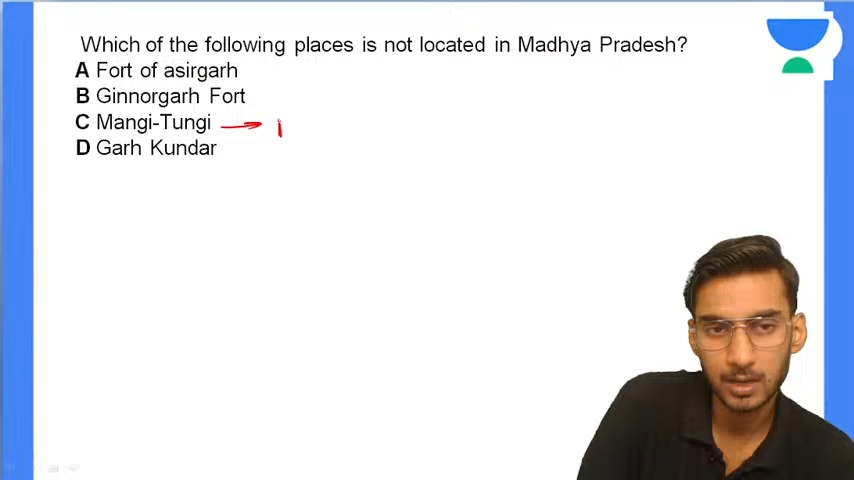 Which of the following places is not located in Madhya Pradesh?
A Fort of asirgarh
B Ginnorgarh Fort
C Mangi-Tungi
D Garh Kundar